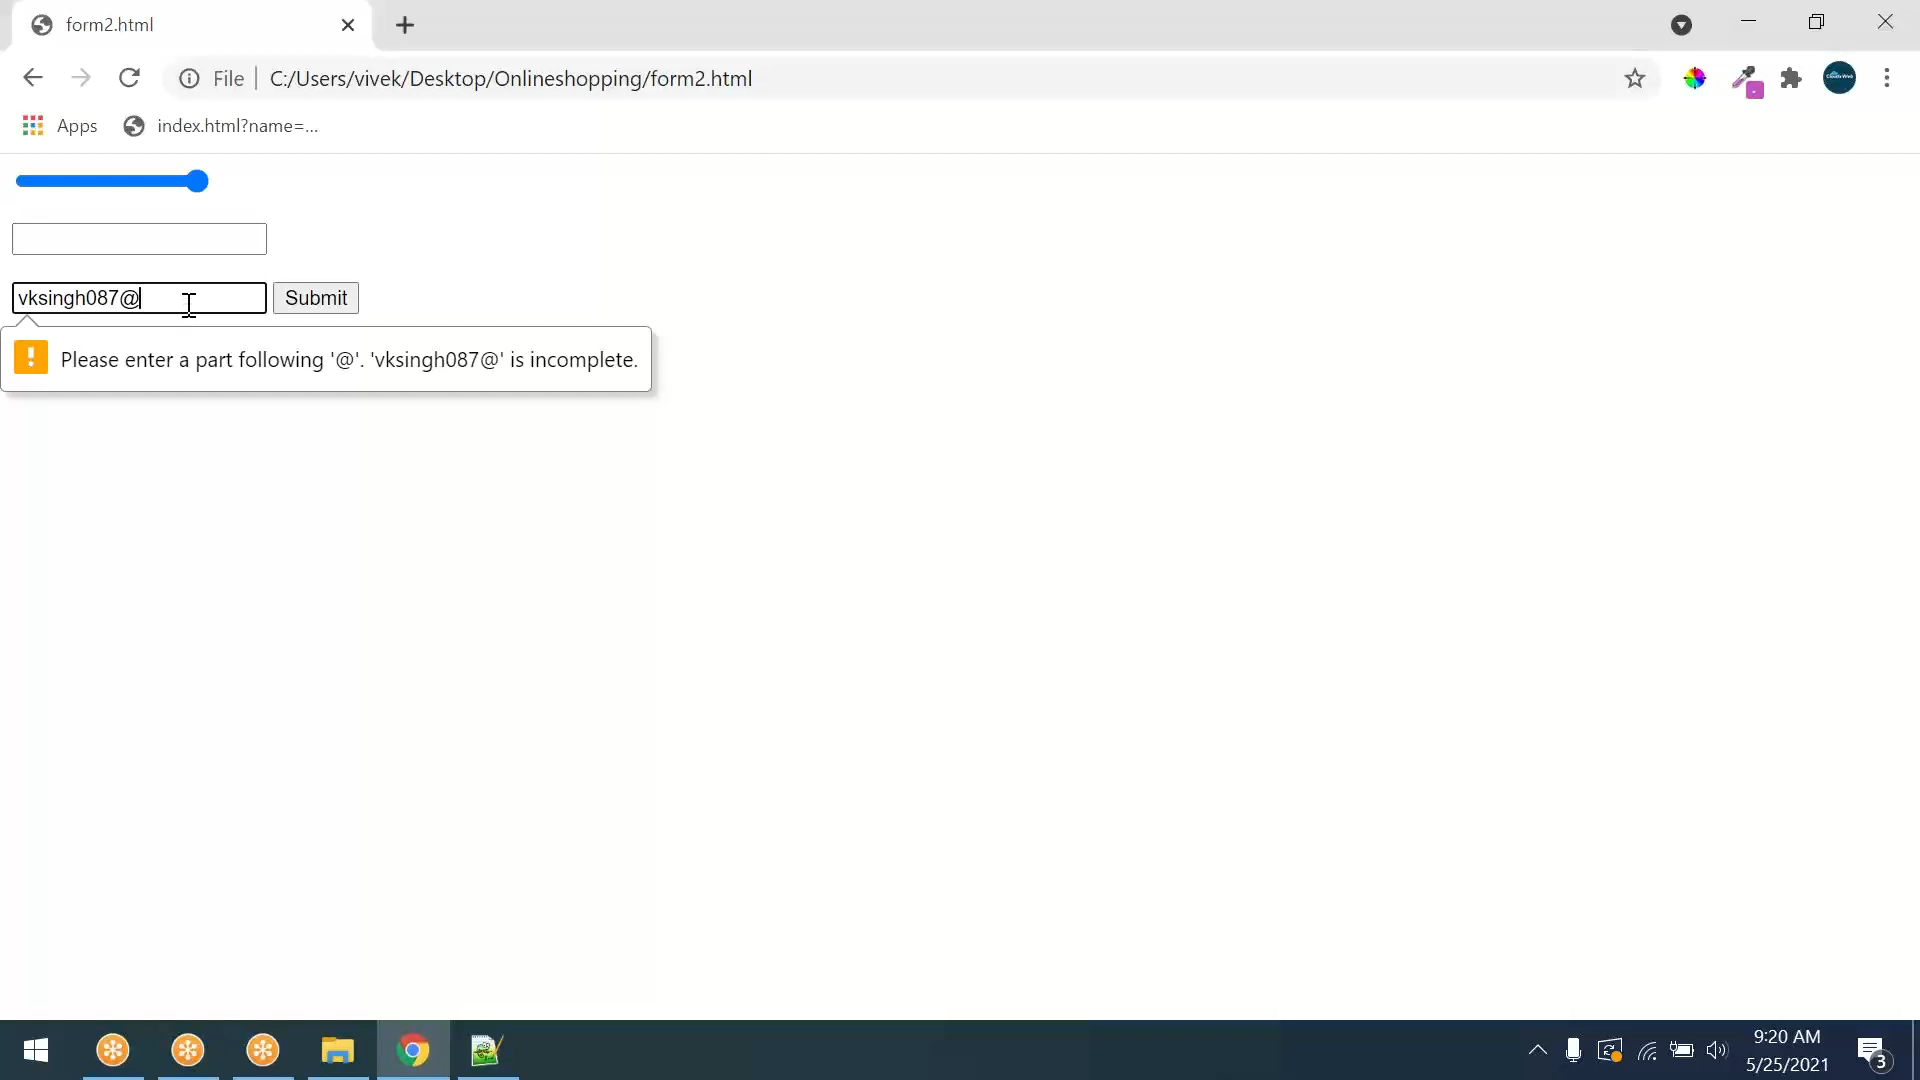 form2.html
File C:/Users/vivek/Desktop/Onlineshopping/form2.html
Apps index.html?name=...
vksingh087@ Submit
Please enter a part following '@'. 'vksingh087@' is incomplete.
9:20 AM
5/25/2021
3